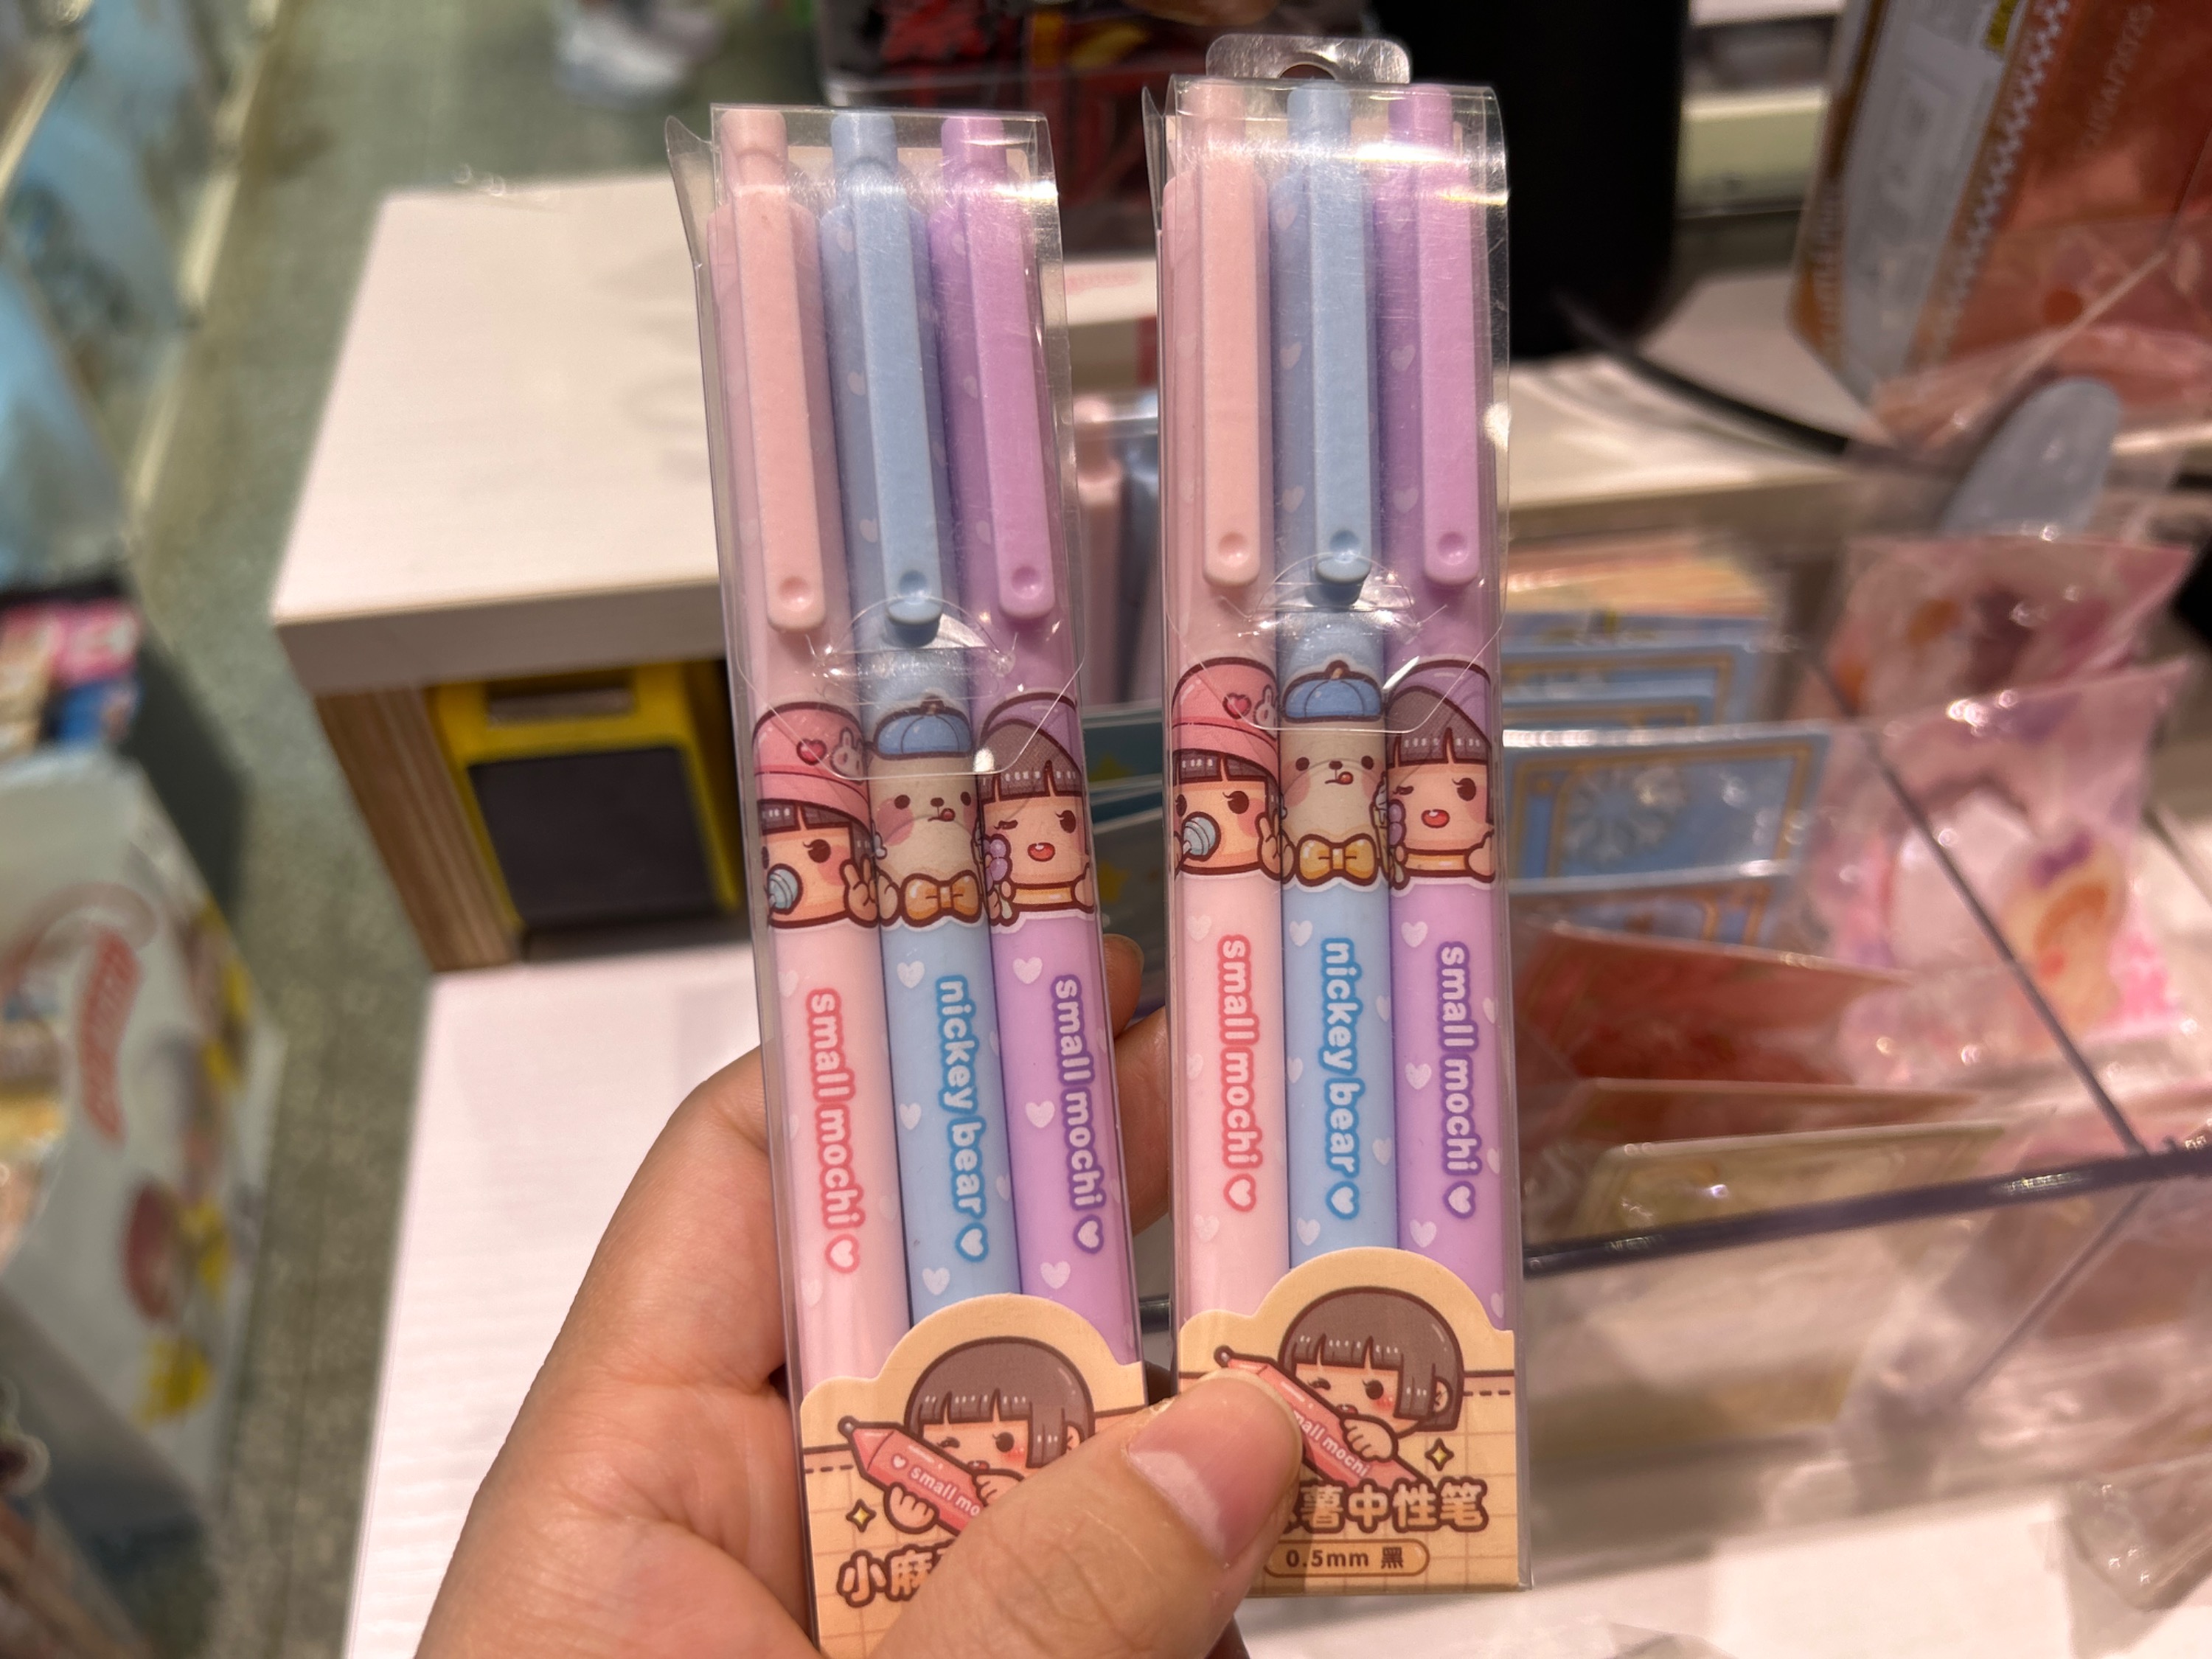 small mochi
nickey bear
small mochi
small mochi
nickey bear
small mochi
small mo
小麻
small mochi
薯中性笔
0.5mm 黑